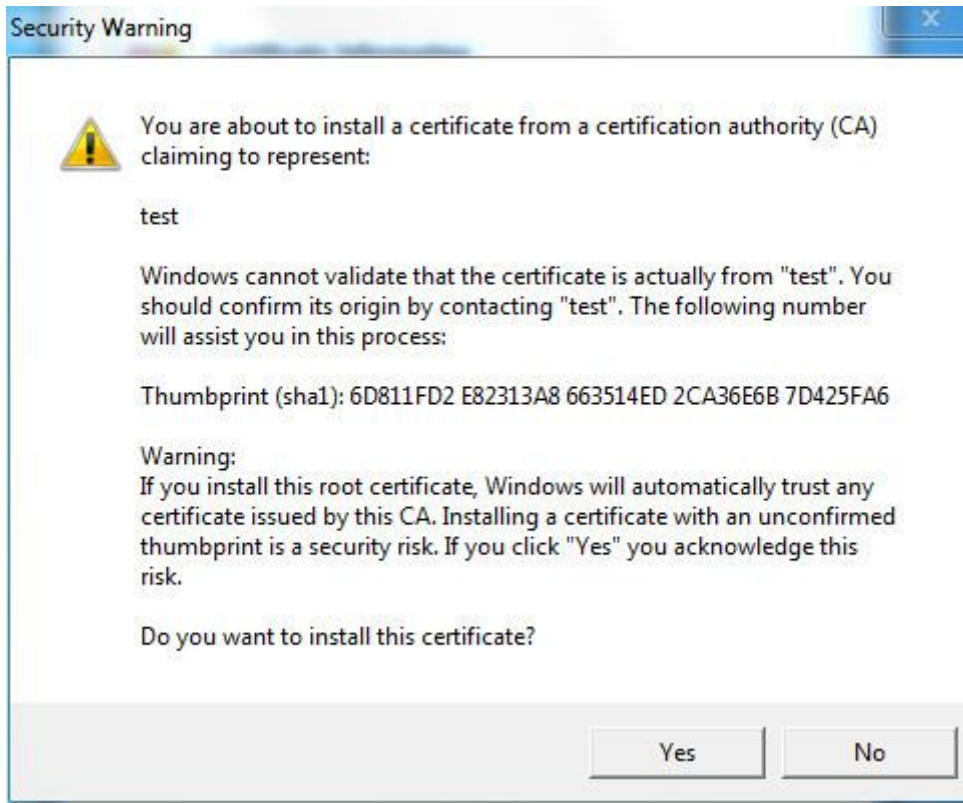 Security Warning
You are about to install a certificate from a certification authority (CA)
claiming to represent:
test
Windows cannot validate that the certificate is actually from "test". You
should confirm its origin by contacting "test". The following number
will assist you in this process:
Thumbprint (sha1): 6D811FD2 E82313A8 663514ED 2CA36E6B 7D425FA6
Warning:
If you install this root certificate, Windows will automatically trust any
certificate issued by this CA. Installing a certificate with an unconfirmed
thumbprint is a security risk. If you click "Yes" you acknowledge this
risk.
Do you want to install this certificate?
Yes
No